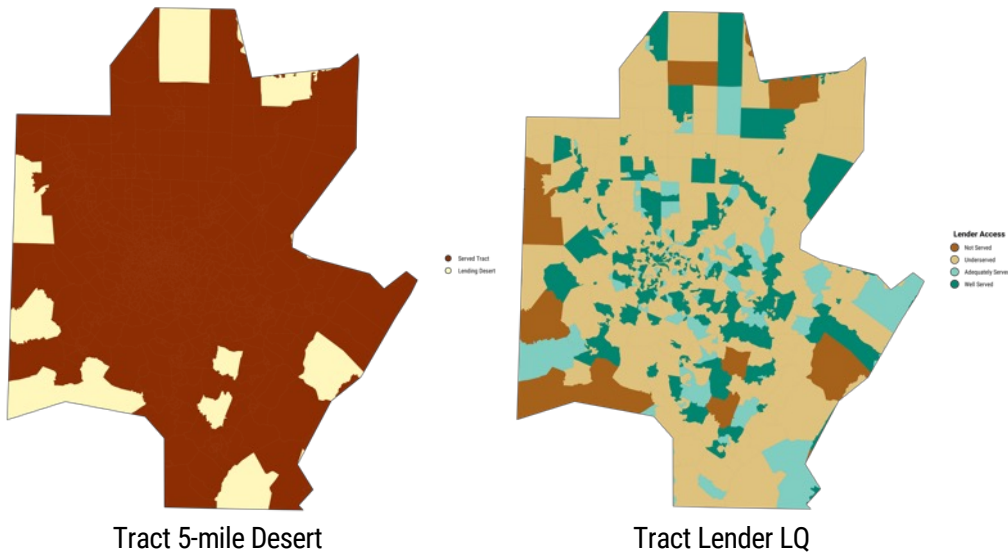 Served Tract
Lending Desert
Lender Access
Not Served
Underserved
Adequately Served
Well Served
Tract 5-mile Desert
Tract Lender LQ